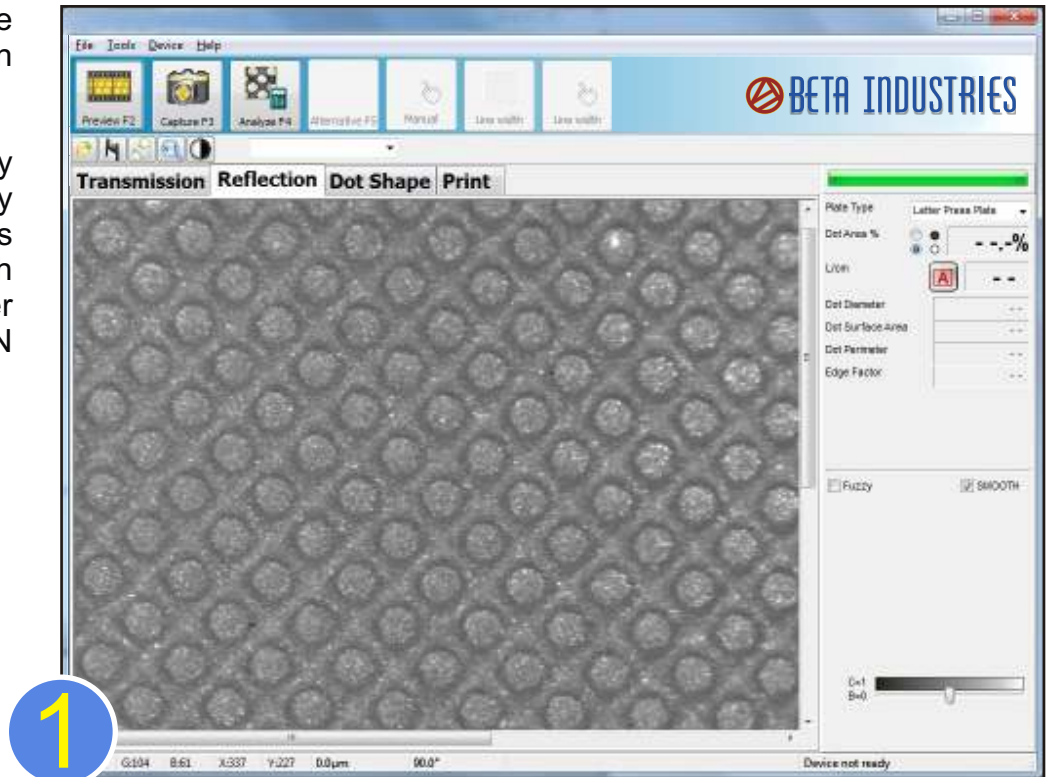 e
n
y
y
s
n
er
N
File Tools Device Help
Preview F2 Capture F3 Analyze F4 Alternative F5 Manual Line width Line width
BETA INDUSTRIES
Transmission Reflection Dot Shape Print
Plate Type Letter Press Plate
Dot Area % - -.-%
L/cm A - -
Dot Diameter - -
Dot Surface Area - -
Dot Perimeter - -
Edge Factor - -
Fuzzy SMOOTH
C=1
B=0
1
G:104 B:61 X:337 Y:227 0.0µm 90.0° Device not ready